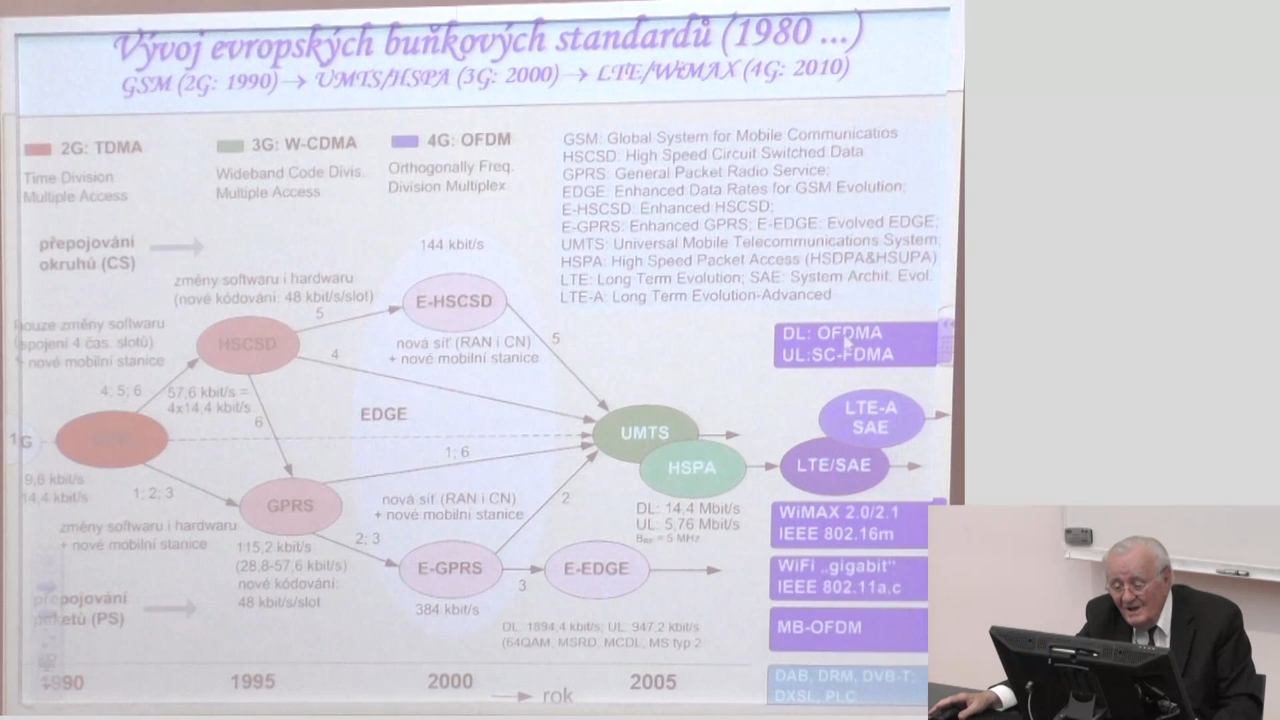 Vývoj evropských buňkových standardů (1980 ...)
GSM (2G: 1990) → UMTS/HSPA (3G: 2000) → LTE/WiMAX (4G: 2010)
2G: TDMA
Time Division
Multiple Access
3G: W-CDMA
Wideband Code Divis.
Multiple Access
4G: OFDM
Orthogonally Freq.
Division Multiplex
GSM: Global System for Mobile Communicatios
HSCSD: High Speed Circuit Switched Data
GPRS: General Packet Radio Service;
EDGE: Enhanced Data Rates for GSM Evolution;
E-HSCSD: Enhanced HSCSD;
E-GPRS: Enhanced GPRS; E-EDGE: Evolved EDGE;
UMTS: Universal Mobile Telecommunications System;
HSPA: High Speed Packet Access (HSDPA&HSUPA)
LTE: Long Term Evolution; SAE: System Archit. Evol.
LTE-A: Long Term Evolution-Advanced
přepojování
okruhů (CS)
144 kbit/s
změny softwaru i hardwaru
(nové kódování: 48 kbit/s/slot)
E-HSCSD
5
pouze změny softwaru
(spojení 4 čas. slotů)
+ nové mobilní stanice
HSCSD
4
nová síť (RAN i CN)
+ nové mobilní stanice
5
DL: OFDMA
UL:SC-FDMA
4; 5; 6
57,6 kbit/s =
4x14,4 kbit/s
6
EDGE
LTE-A
SAE
1G
UMTS
HSPA
LTE/SAE
1; 6
9,6 kbit/s
14,4 kbit/s
1; 2; 3
GPRS
nová síť (RAN i CN)
+ nové mobilní stanice
2
DL: 14,4 Mbit/s
UL: 5,76 Mbit/s
= 5 MHz
WiMAX 2.0/2.1
IEEE 802.16m
změny softwaru i hardwaru
+ nové mobilní stanice
115,2 kbit/s
(28,8-57,6 kbit/s)
nové kódování:
48 kbit/s/slot
2; 3
E-GPRS
384 kbit/s
3
E-EDGE
WiFi „gigabit"
IEEE 802.11a,c
přepojování
paketů (PS)
DL: 1894,4 kbit/s; UL: 947,2 kbit/s
(64QAM, MSRD, MCDL, MS typ 2
MB-OFDM
DAB, DRM, DVB-T;
DXSL, PLC
1990
1995
2000
2005
rok